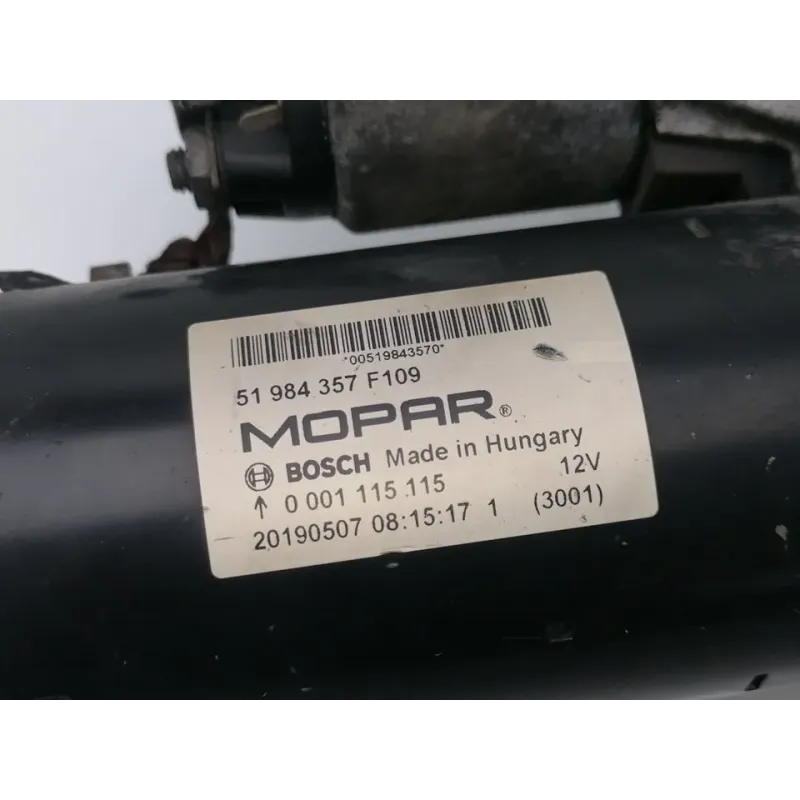 *00519843570*
51 984 357 F109
MOPAR®
BOSCH Made in Hungary
↑ 0 001 115 115 12V
20190507 08:15:17 1 (3001)